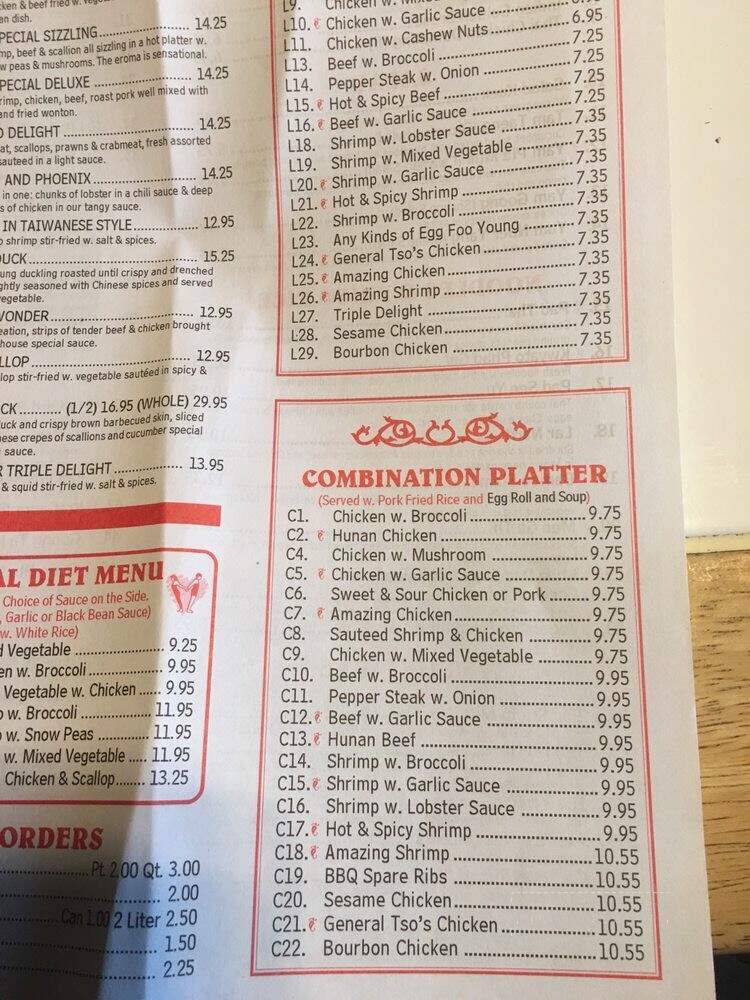 ken & beef fried w.
an dish.
PECIAL SIZZLING 14.25
mp, beef & scallion all sizzling in a hot platter w.
w peas & mushrooms. The eroma is sensational.
PECIAL DELUXE 14.25
rimp, chicken, beef, roast pork well mixed with
and fried wonton.
D DELIGHT 14.25
at, scallops, prawns & crabmeat, fresh assorted
sauteed in a light sauce.
AND PHOENIX 14.25
in one: chunks of lobster in a chili sauce & deep
s of chicken in our tangy sauce.
IN TAIWANESE STYLE 12.95
o shrimp stir-fried w. salt & spices.
DUCK 15.25
ung duckling roasted until crispy and drenched
ghtly seasoned with Chinese spices and served
vegetable.
WONDER 12.95
eation, strips of tender beef & chicken brought
house special sauce.
LLOP 12.95
lop stir-fried w. vegetable sautéed in spicy &
CK (1/2) 16.95 (WHOLE) 29.95
luck and crispy brown barbecued skin, sliced
nese crepes of scallions and cucumber special
sauce.
R TRIPLE DELIGHT 13.95
& squid stir-fried w. salt & spices.
AL DIET MENU
Choice of Sauce on the Side.
, Garlic or Black Bean Sauce)
w. White Rice)
d Vegetable 9.25
en w. Broccoli 9.95
Vegetable w. Chicken 9.95
p w. Broccoli 11.95
w. Snow Peas 11.95
w. Mixed Vegetable 11.95
Chicken & Scallop 13.25
ORDERS
Pt. 2.00 Qt. 3.00
2.00
Can 1.00 2 Liter 2.50
1.50
2.25
L9. Chicken w. Mixed
L10. Chicken w. Garlic Sauce 6.95
L11. Chicken w. Cashew Nuts 6.95
L13. Beef w. Broccoli 7.25
L14. Pepper Steak w. Onion 7.25
L15. Hot & Spicy Beef 7.25
L16. Beef w. Garlic Sauce 7.25
L18. Shrimp w. Lobster Sauce 7.35
L19. Shrimp w. Mixed Vegetable 7.35
L20. Shrimp w. Garlic Sauce 7.35
L21. Hot & Spicy Shrimp 7.35
L22. Shrimp w. Broccoli 7.35
L23. Any Kinds of Egg Foo Young 7.35
L24. General Tso's Chicken 7.35
L25. Amazing Chicken 7.35
L26. Amazing Shrimp 7.35
L27. Triple Delight 7.35
L28. Sesame Chicken 7.35
L29. Bourbon Chicken 7.35
COMBINATION PLATTER
(Served w. Pork Fried Rice and Egg Roll and Soup)
C1. Chicken w. Broccoli 9.75
C2. Hunan Chicken 9.75
C4. Chicken w. Mushroom 9.75
C5. Chicken w. Garlic Sauce 9.75
C6. Sweet & Sour Chicken or Pork 9.75
C7. Amazing Chicken 9.75
C8. Sauteed Shrimp & Chicken 9.75
C9. Chicken w. Mixed Vegetable 9.75
C10. Beef w. Broccoli 9.95
C11. Pepper Steak w. Onion 9.95
C12. Beef w. Garlic Sauce 9.95
C13. Hunan Beef 9.95
C14. Shrimp w. Broccoli 9.95
C15. Shrimp w. Garlic Sauce 9.95
C16. Shrimp w. Lobster Sauce 9.95
C17. Hot & Spicy Shrimp 9.95
C18. Amazing Shrimp 10.55
C19. BBQ Spare Ribs 10.55
C20. Sesame Chicken 10.55
C21. General Tso's Chicken 10.55
C22. Bourbon Chicken 10.55